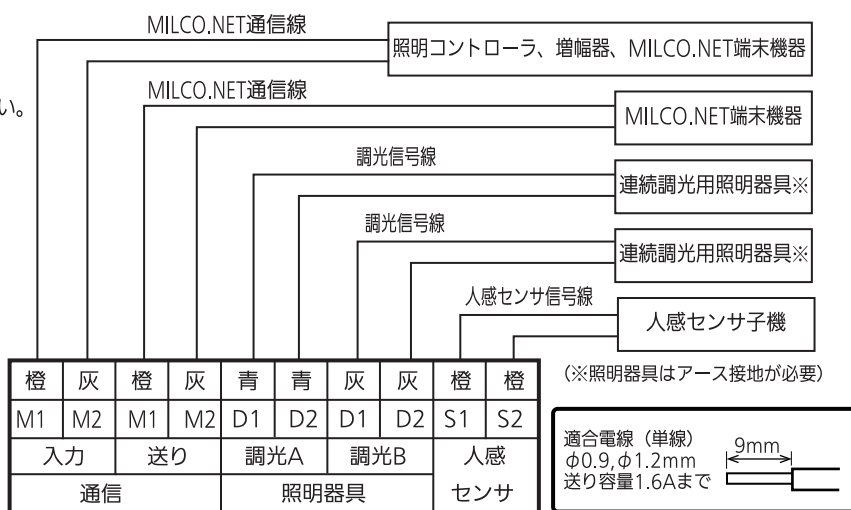 MILCO.NET通信線
照明コントローラ、増幅器、MILCO.NET端末機器
い。
MILCO.NET通信線
MILCO.NET端末機器
調光信号線
連続調光用照明器具※
調光信号線
連続調光用照明器具※
人感センサ信号線
人感センサ子機
(※照明器具はアース接地が必要)
橙 灰 橙 灰 青 青 灰 灰 橙 橙
M1 M2 M1 M2 D1 D2 D1 D2 S1 S2
入力 送り 調光A 調光B 人感
通信 照明器具 センサ
適合電線（単線）
φ0.9,φ1.2mm
送り容量1.6Aまで
9mm